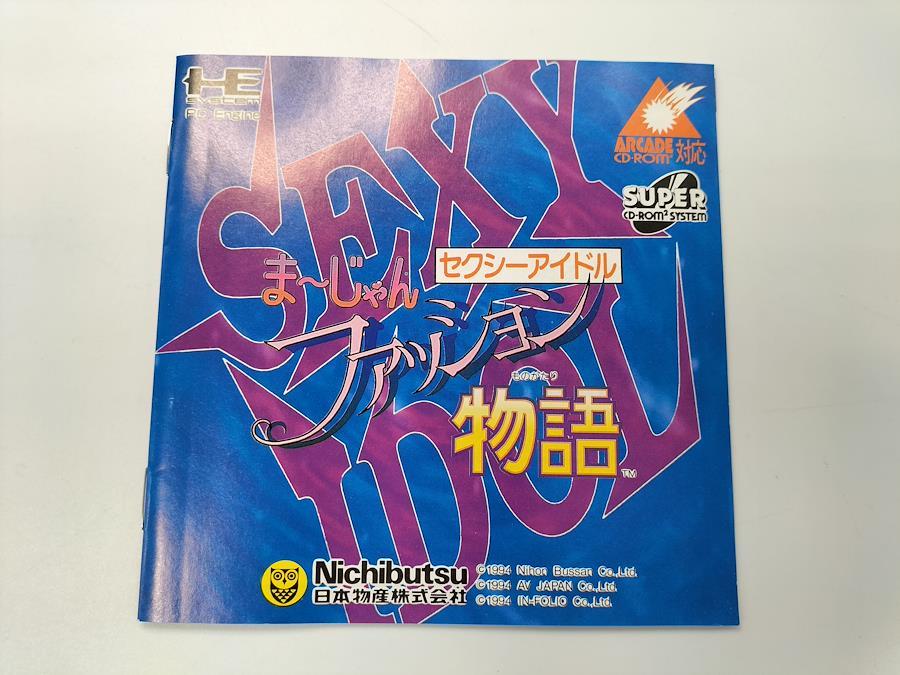 HE
SYSTEM
PC Engine
ARCADE
CD-ROM² 対応
SUPER
CD-ROM² SYSTEM
SEXY
IDOL
セクシーアイドル
ま〜じゃん
ファッション
ものがたり
物語
TM
Nichibutsu
日本物産株式会社
©1994 Nihon Bussan Co.,Ltd.
©1994 AV JAPAN Co.,Ltd.
©1994 IN-FOLIO Co.,Ltd.